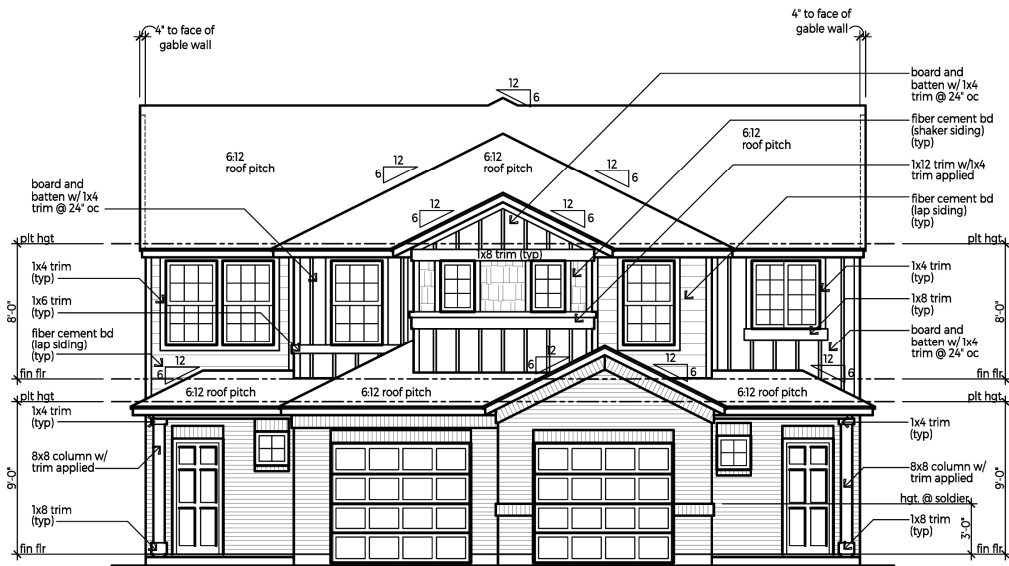 4" to face of
gable wall
4" to face of
gable wall
12
6
board and
batten w/ 1x4
trim @ 24" oc
fiber cement bd
(shaker siding)
(typ)
1x12 trim w/1x4
trim applied
fiber cement bd
(lap siding)
(typ)
6:12
roof pitch
12
6
6:12
roof pitch
12
6
6:12
roof pitch
board and
batten w/ 1x4
trim @ 24" oc
12
6
12
6
plt hgt
plt hgt
1x8 trim (typ)
1x4 trim
(typ)
1x6 trim
(typ)
fiber cement bd
(lap siding)
(typ)
8'-0"
1x4 trim
(typ)
1x8 trim
(typ)
board and
batten w/ 1x4
trim @ 24" oc
8'-0"
12
6
12
6
12
6
12
6
fin flr
fin flr
plt hgt
plt hgt
6:12 roof pitch
6:12 roof pitch
6:12 roof pitch
1x4 trim
(typ)
8x8 column w/
trim applied
1x8 trim
(typ)
9'-0"
1x4 trim
(typ)
8x8 column w/
trim applied
hgt. @ soldier
1x8 trim
(typ)
3'-0"
9'-0"
fin flr
fin flr